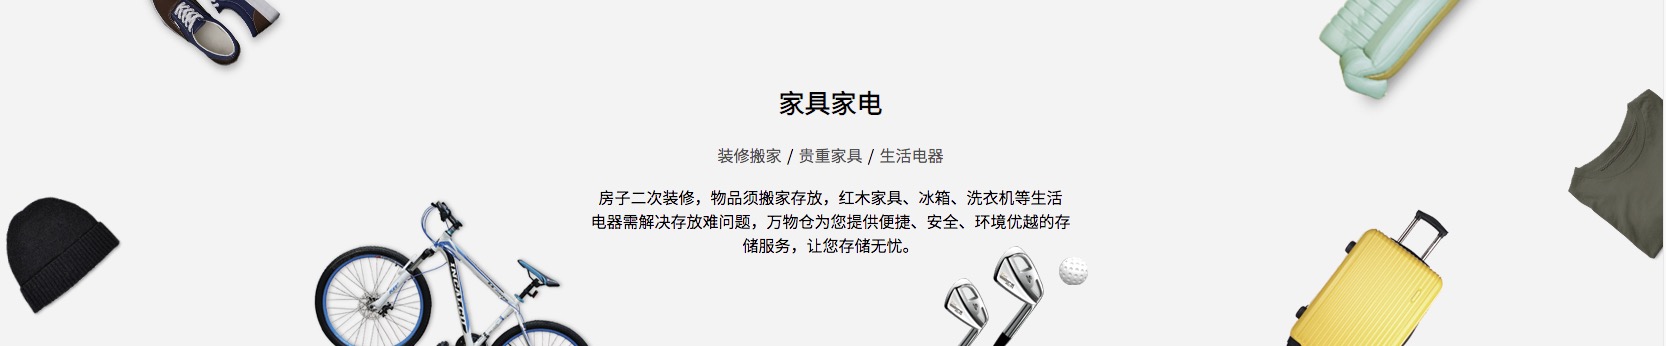 家具家电
装修搬家 / 贵重家具 / 生活电器
房子二次装修，物品须搬家存放，红木家具、冰箱、洗衣机等生活
电器需解决存放难问题，万物仓为您提供便捷、安全、环境优越的存
储服务，让您存储无忧。